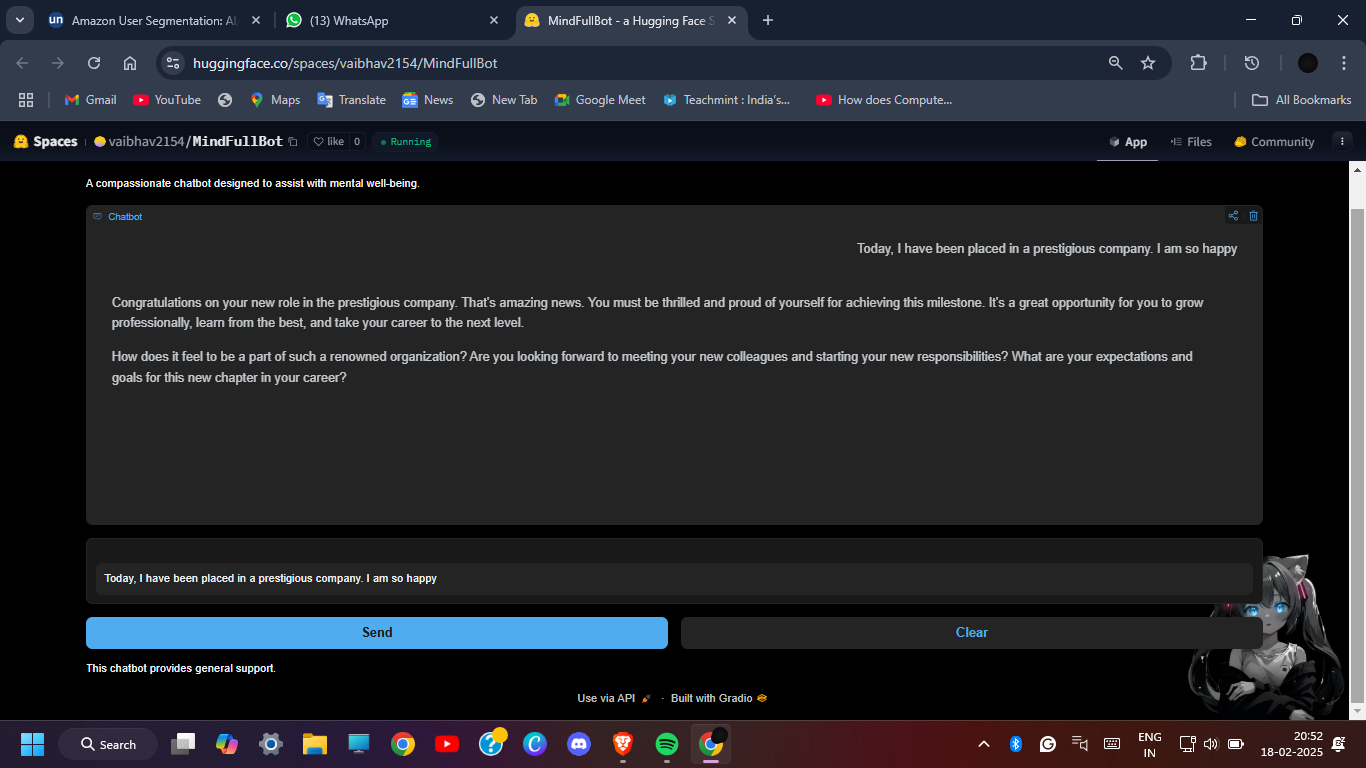 un Amazon User Segmentation: A
(13) WhatsApp
MindFullBot - a Hugging Face S
huggingface.co/spaces/vaibhav2154/MindFullBot
Gmail
YouTube
Maps
Translate
News
New Tab
Google Meet
Teachmint : India's...
How does Compute...
All Bookmarks
Spaces
vaibhav2154/MindFullBot
like 0
Running
App
Files
Community
A compassionate chatbot designed to assist with mental well-being.
Chatbot
Today, I have been placed in a prestigious company. I am so happy
Congratulations on your new role in the prestigious company. That's amazing news. You must be thrilled and proud of yourself for achieving this milestone. It's a great opportunity for you to grow
professionally, learn from the best, and take your career to the next level.
How does it feel to be a part of such a renowned organization? Are you looking forward to meeting your new colleagues and starting your new responsibilities? What are your expectations and
goals for this new chapter in your career?
Today, I have been placed in a prestigious company. I am so happy
Send
Clear
This chatbot provides general support.
Use via API · Built with Gradio
Search
ENG
IN
20:52
18-02-2025